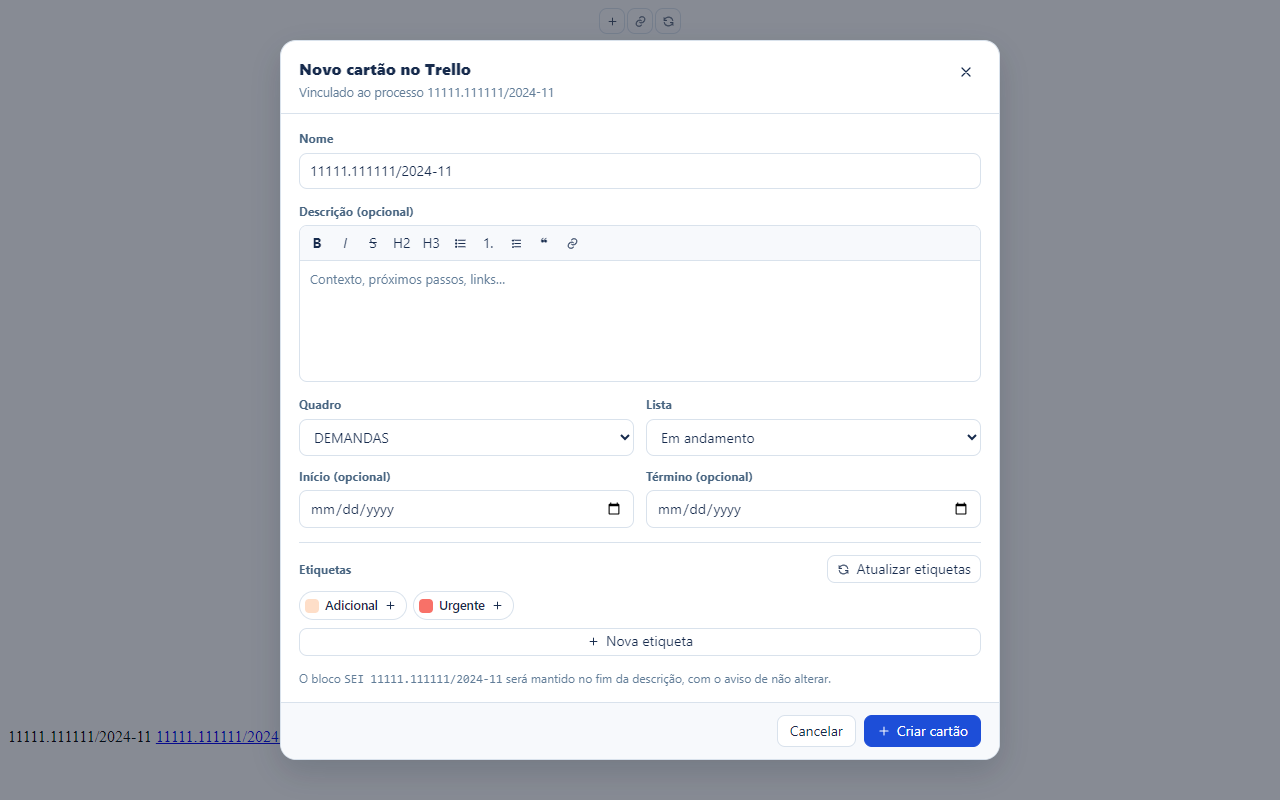 Novo cartão no Trello
Vinculado ao processo 11111.111111/2024-11
Nome
11111.111111/2024-11
Descrição (opcional)
B I S H2 H3 1. ❝
Contexto, próximos passos, links...
Quadro Lista
DEMANDAS Em andamento
Início (opcional) Término (opcional)
mm/dd/yyyy mm/dd/yyyy
Etiquetas Atualizar etiquetas
Adicional + Urgente +
+ Nova etiqueta
O bloco SEI 11111.111111/2024-11 será mantido no fim da descrição, com o aviso de não alterar.
11111.111111/2024-11 11111.111111/2024
Cancelar + Criar cartão